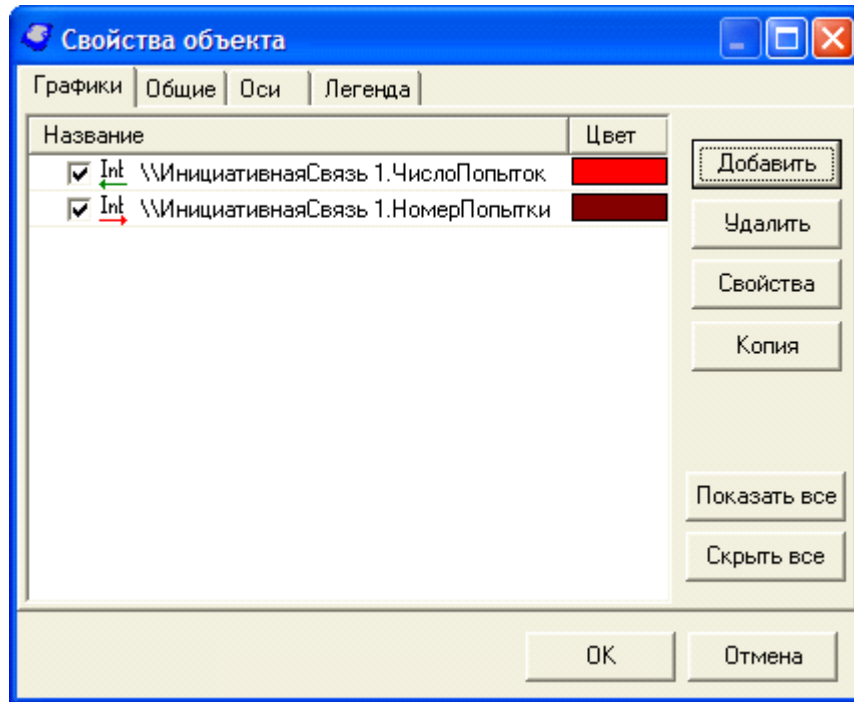 Свойства объекта
Графики Общие Оси Легенда
Название Цвет
Int \\ИнициативнаяСвязь 1.ЧислоПопыток
Int \\ИнициативнаяСвязь 1.НомерПопытки
Добавить
Удалить
Свойства
Копия
Показать все
Скрыть все
OK Отмена